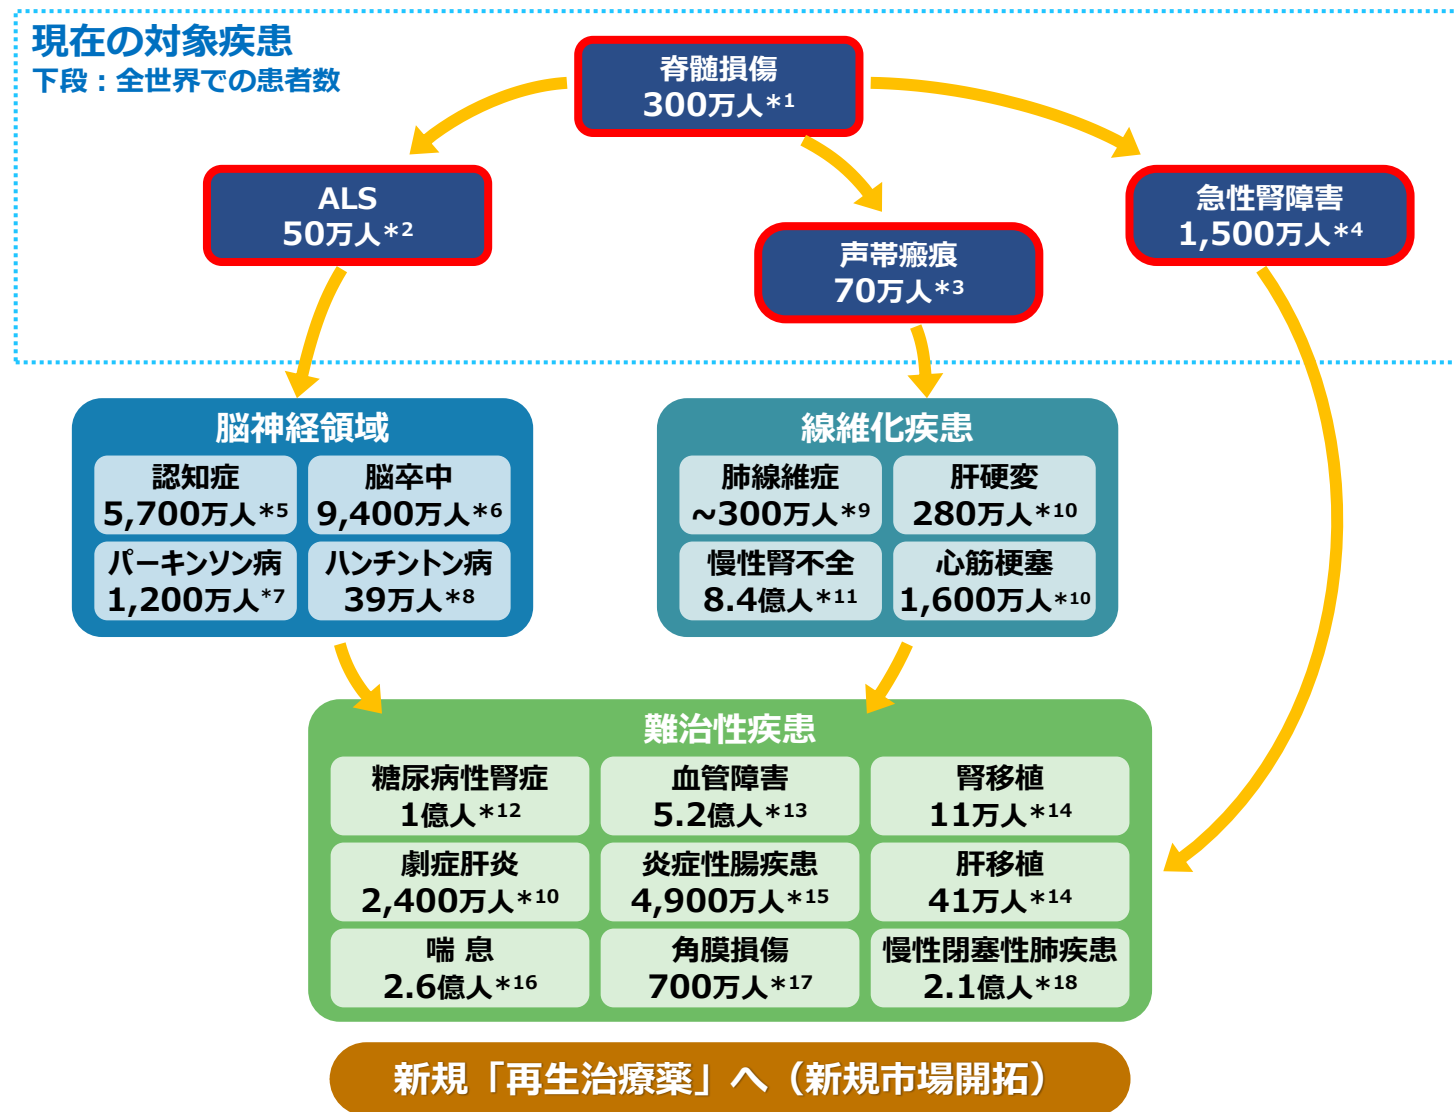 現在の対象疾患
下段：全世界での患者数
脊髄損傷
300万人*1
ALS
50万人*2
声帯瘢痕
70万人*3
急性腎障害
1,500万人*4
脳神経領域
認知症
5,700万人*5
脳卒中
9,400万人*6
パーキンソン病
1,200万人*7
ハンチントン病
39万人*8
線維化疾患
肺線維症
~300万人*9
肝硬変
280万人*10
慢性腎不全
8.4億人*11
心筋梗塞
1,600万人*10
難治性疾患
糖尿病性腎症
1億人*12
血管障害
5.2億人*13
腎移植
11万人*14
劇症肝炎
2,400万人*10
炎症性腸疾患
4,900万人*15
肝移植
41万人*14
喘 息
2.6億人*16
角膜損傷
700万人*17
慢性閉塞性肺疾患
2.1億人*18
新規「再生治療薬」へ（新規市場開拓）